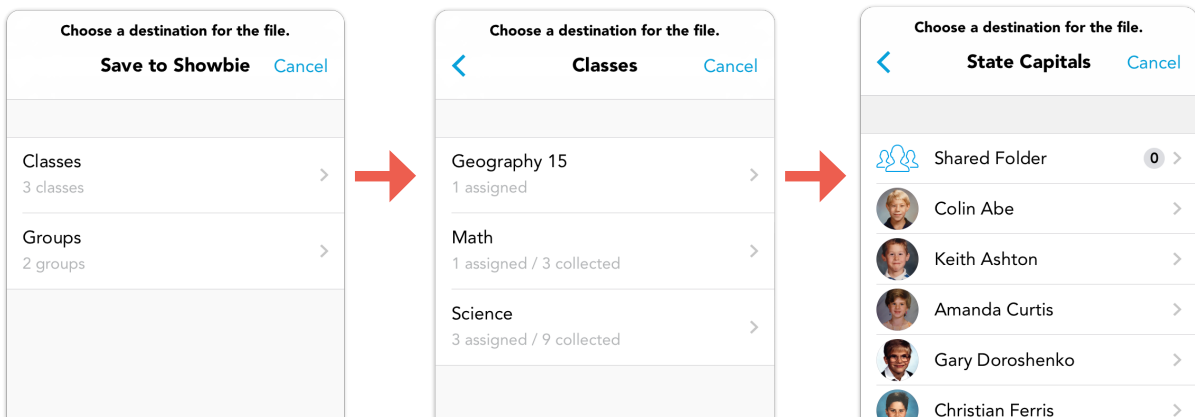 Choose a destination for the file.
Save to Showbie Cancel
Classes
3 classes
Groups
2 groups
Choose a destination for the file.
Classes Cancel
Geography 15
1 assigned
Math
1 assigned / 3 collected
Science
3 assigned / 9 collected
Choose a destination for the file.
State Capitals Cancel
Shared Folder 0
Colin Abe
Keith Ashton
Amanda Curtis
Gary Doroshenko
Christian Ferris